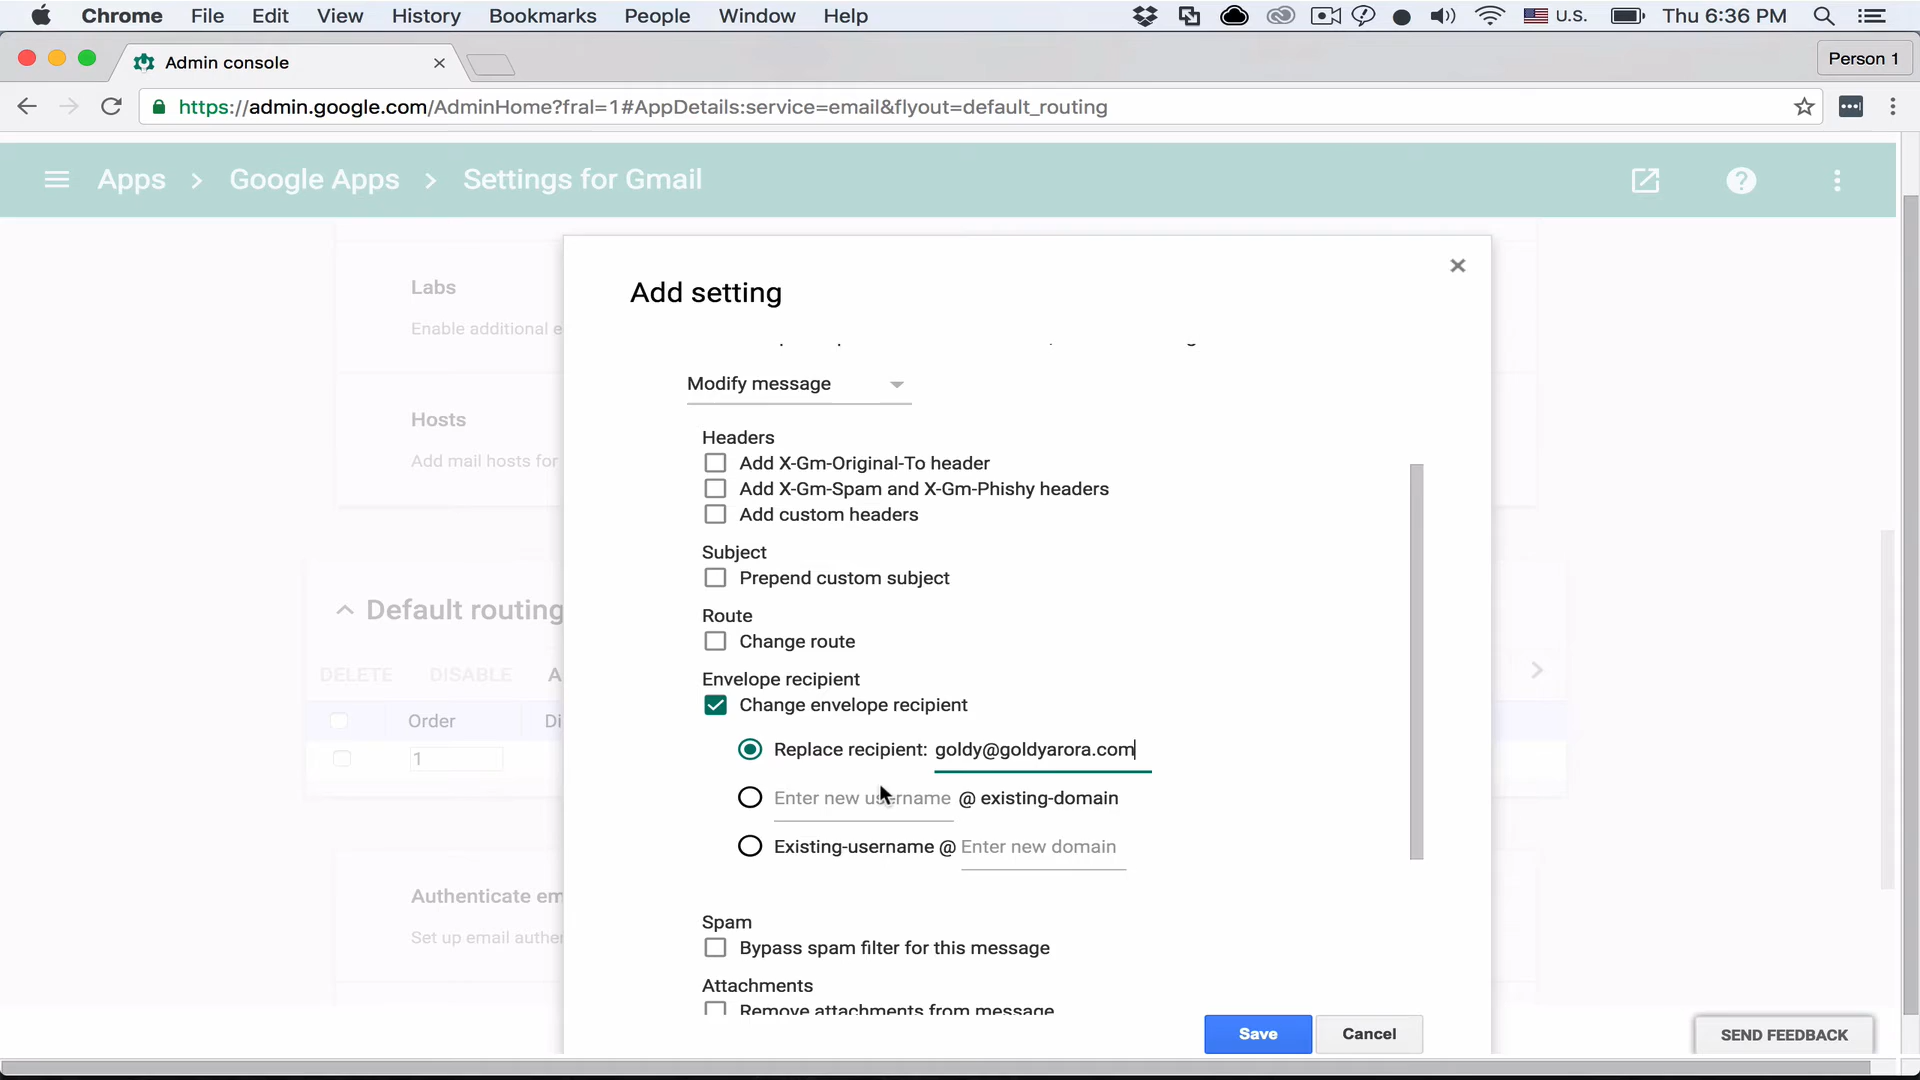 Chrome File Edit View History Bookmarks People Window Help U.S. Thu 6:36 PM
Admin console Person 1
https://admin.google.com/AdminHome?fral=1#AppDetails:service=email&flyout=default_routing
Apps > Google Apps > Settings for Gmail
Labs
Enable additional e
Hosts
Add mail hosts for
Default routing
DELETE DISABLE A
Order Di
1
Authenticate em
Set up email authe
Add setting
Modify message
Headers
Add X-Gm-Original-To header
Add X-Gm-Spam and X-Gm-Phishy headers
Add custom headers
Subject
Prepend custom subject
Route
Change route
Envelope recipient
Change envelope recipient
Replace recipient: goldy@goldyarora.com
Enter new username @ existing-domain
Existing-username @ Enter new domain
Spam
Bypass spam filter for this message
Attachments
Remove attachments from message
Save Cancel
SEND FEEDBACK